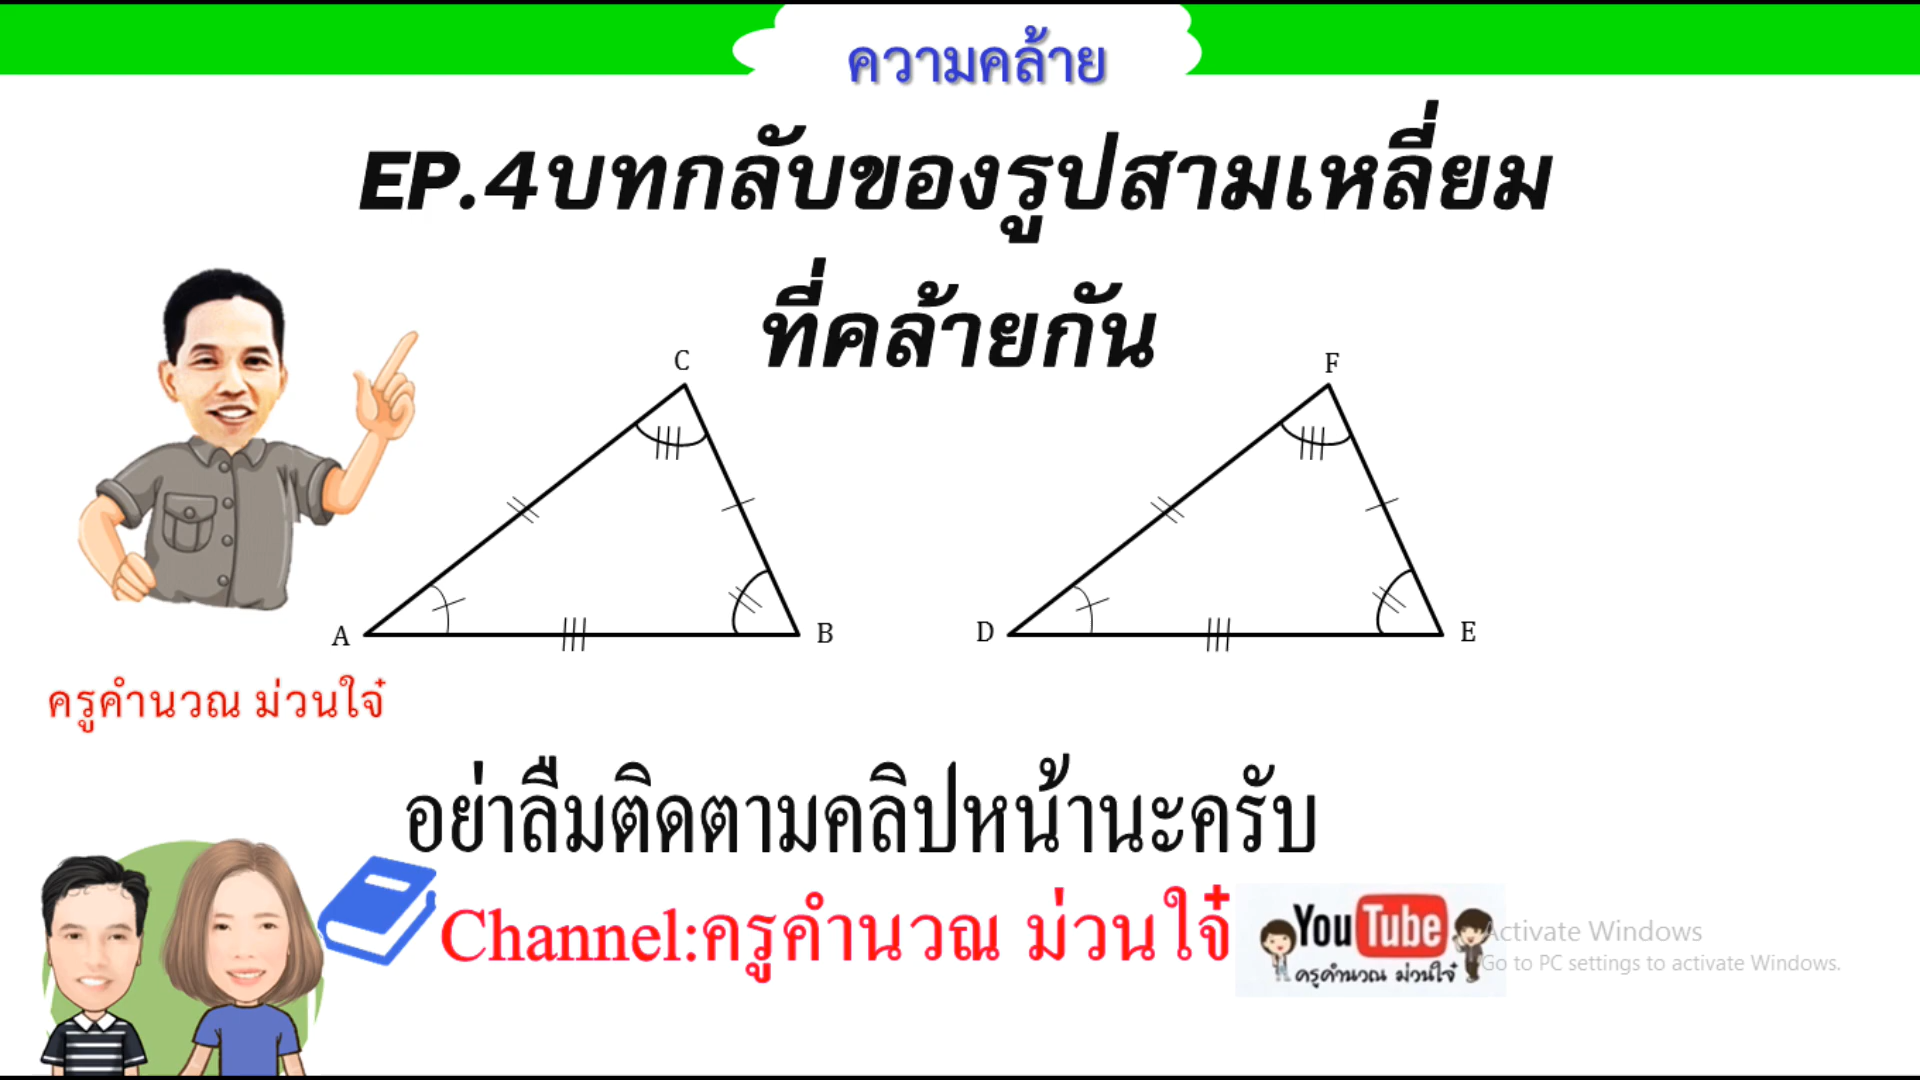 ความคล้าย
EP.4บทกลับของรูปสามเหลี่ยม
ที่คล้ายกัน
C
F
A
B
D
E
ครูคำนวณ ม่วนใจ๋
อย่าลืมติดตามคลิปหน้านะครับ
Channel:ครูคำนวณ ม่วนใจ๋
YouTube
ครูคำนวณ ม่วนใจ๋
Activate Windows
Go to PC settings to activate Windows.